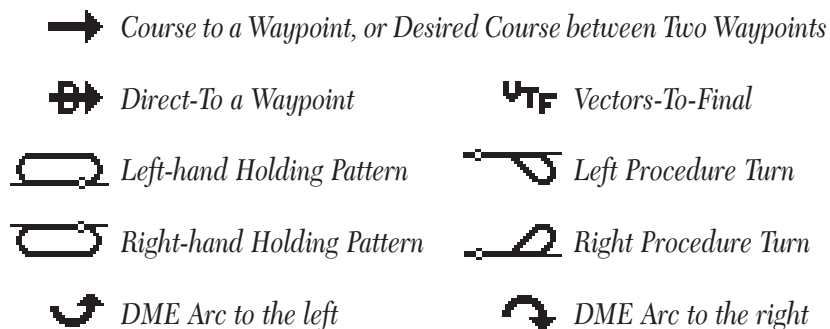 Course to a Waypoint, or Desired Course between Two Waypoints
Direct-To a Waypoint
VTF Vectors-To-Final
Left-hand Holding Pattern
Left Procedure Turn
Right-hand Holding Pattern
Right Procedure Turn
DME Arc to the left
DME Arc to the right